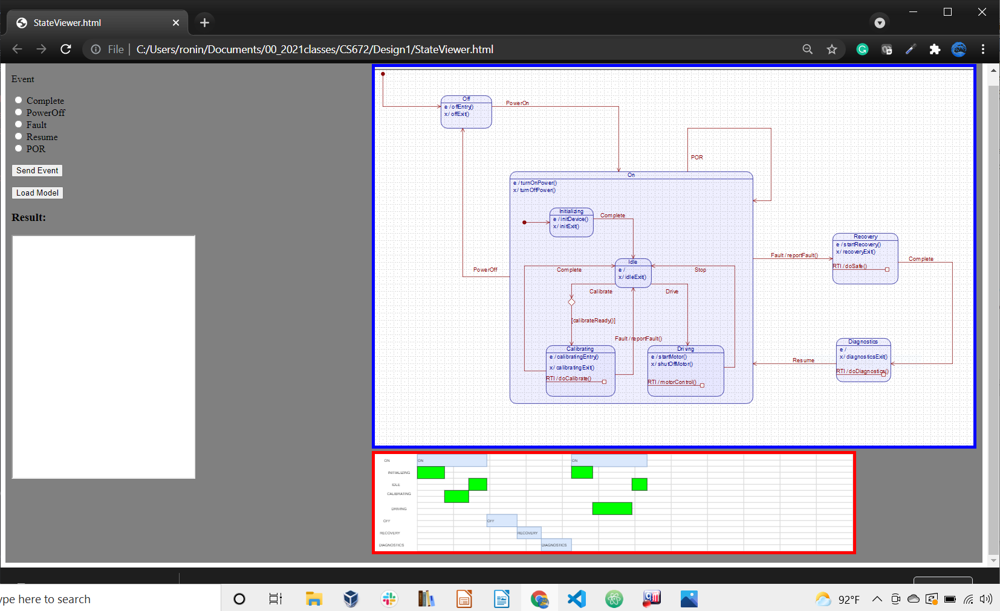 StateViewer.html
File | C:/Users/ronin/Documents/00_2021classes/CS672/Design1/StateViewer.html
Event
Complete
PowerOff
Fault
Resume
POR
Send Event
Load Model
Result:
Off
e / offEntry()
x / offExit()
PowerOn
POR
On
e / turnOnPower()
x / turnOffPower()
Initializing
e / initDevice()
x / initExit()
Complete
Idle
e /
x / idleExit()
Complete
Stop
PowerOff
Calibrate
Drive
[calibrateReady()]
Fault / reportFault()
Calibrating
e / calibratingEntry()
x / calibratingExit()
RTI / doCalibrate()
Driving
e / startMotor()
x / shutOffMotor()
RTI / motorControl()
Fault / reportFault()
Recovery
e / startRecovery()
x / recoveryExit()
RTI / doSafe()
Complete
Diagnostics
e /
x / diagnosticsExit()
RTI / doDiagnostics()
Resume
ON ON ON
INITIALIZING
IDLE
CALIBRATING
DRIVING
OFF OFF
RECOVERY RECOVERY
DIAGNOSTICS DIAGNOSTICS
ype here to search
92°F